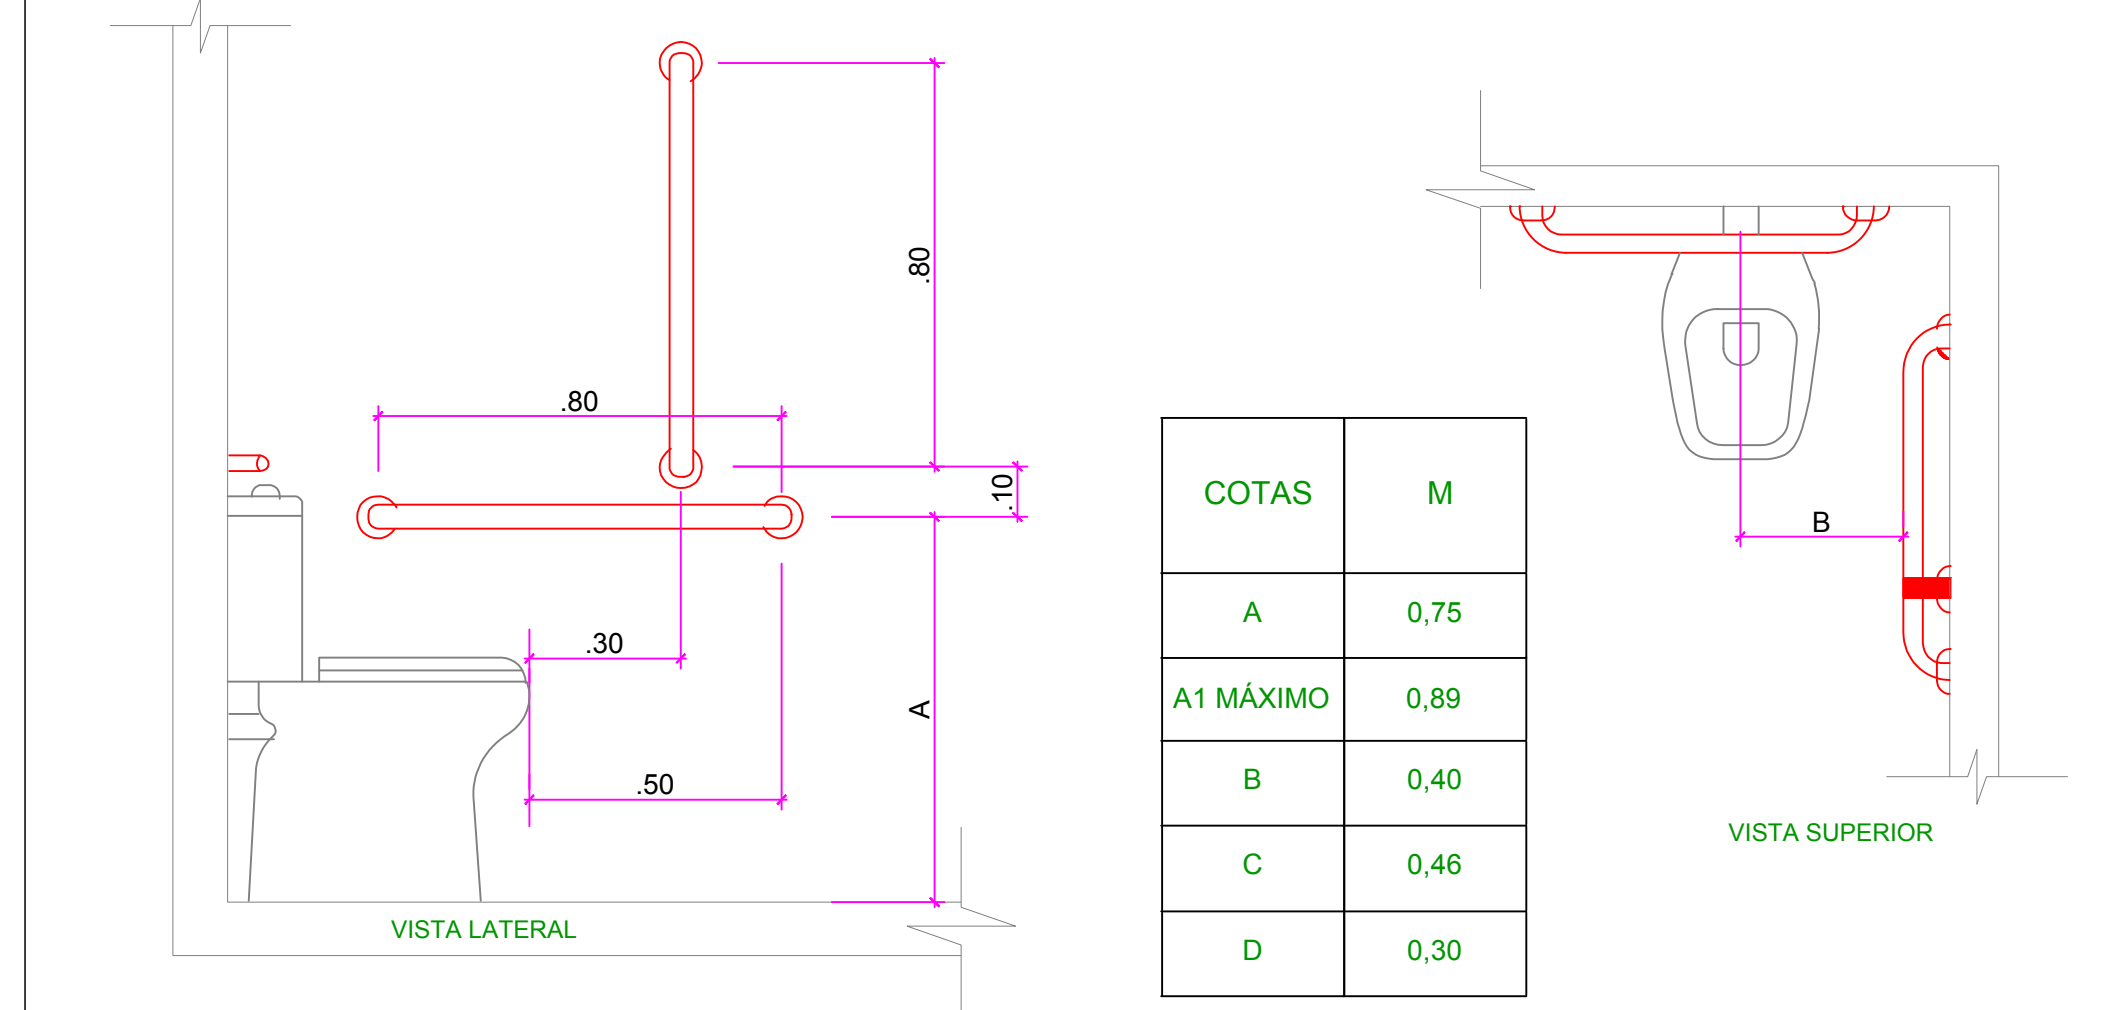 .80
.80
.10
.30
A
.50
VISTA LATERAL
COTAS M
A 0,75
A1 MÁXIMO 0,89
B 0,40
C 0,46
D 0,30
B
VISTA SUPERIOR